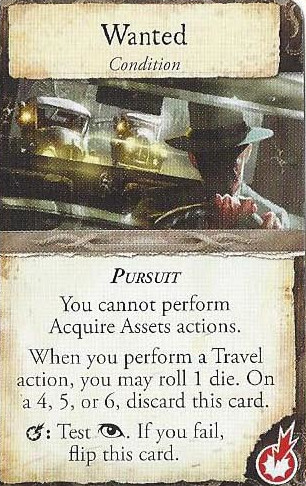 Wanted
Condition
PURSUIT
You cannot perform
Acquire Assets actions.
When you perform a Travel
action, you may roll 1 die. On
a 4, 5, or 6, discard this card.
: Test . If you fail,
flip this card.